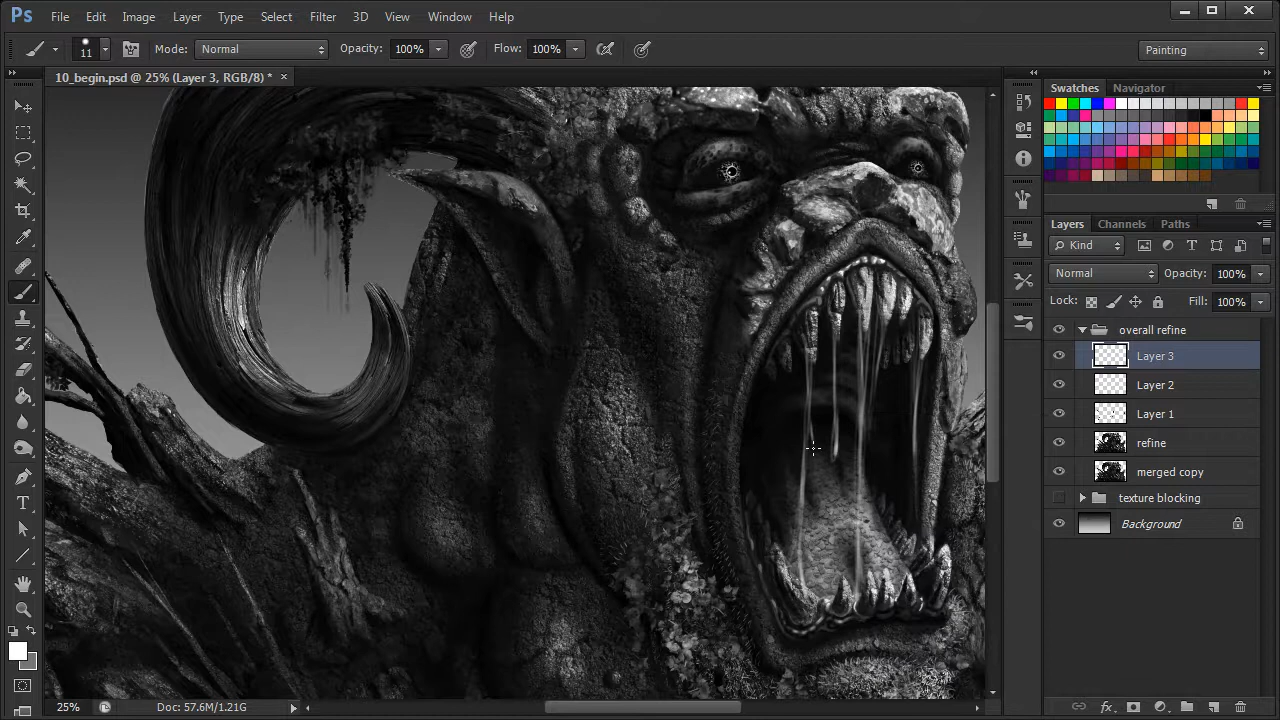 Ps File Edit Image Layer Type Select Filter 3D View Window Help
11 Mode: Normal Opacity: 100% Flow: 100% Painting
10_begin.psd @ 25% (Layer 3, RGB/8) * ×
Swatches Navigator
Layers Channels Paths
Kind
Normal Opacity: 100%
Lock: Fill: 100%
overall refine
Layer 3
Layer 2
Layer 1
refine
merged copy
texture blocking
Background
25% Doc: 57.6M/1.21G